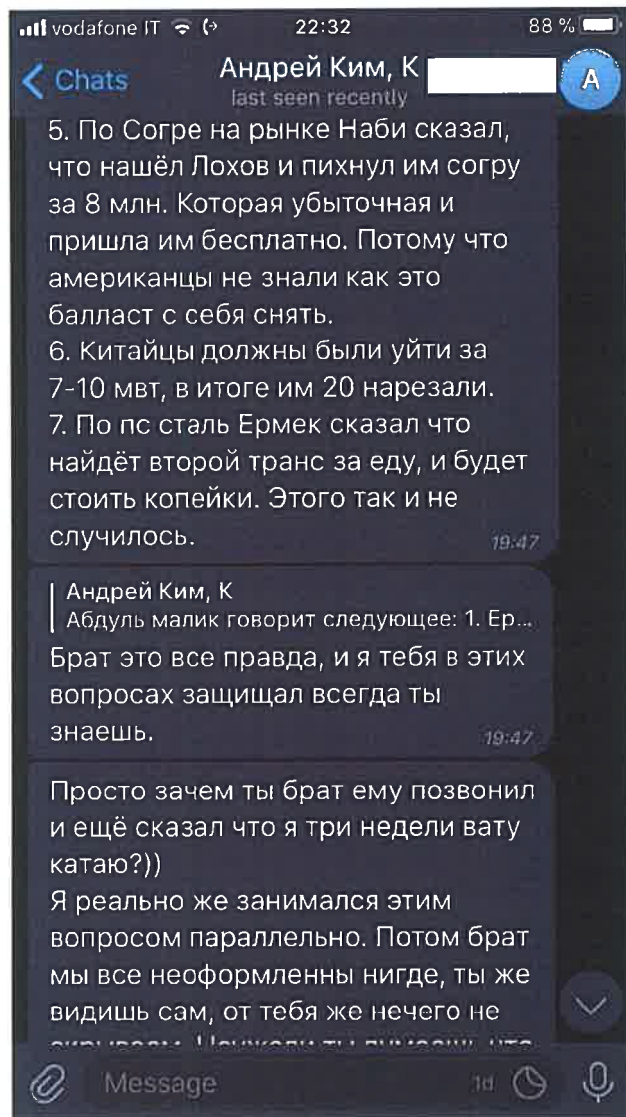 vodafone IT 22:32 88 %
Chats
Андрей Ким, К
last seen recently
A
5. По Согре на рынке Наби сказал,
что нашёл Лохов и пихнул им согру
за 8 млн. Которая убыточная и
пришла им бесплатно. Потому что
американцы не знали как это
балласт с себя снять.
6. Китайцы должны были уйти за
7-10 мвт, в итоге им 20 нарезали.
7. По пс сталь Ермек сказал что
найдёт второй транс за еду, и будет
стоить копейки. Этого так и не
случилось.
19:47
Андрей Ким, К
Абдуль малик говорит следующее: 1. Ер...
Брат это все правда, и я тебя в этих
вопросах защищал всегда ты
знаешь.
19:47
Просто зачем ты брат ему позвонил
и ещё сказал что я три недели вату
катаю?))
Я реально же занимался этим
вопросом параллельно. Потом брат
мы все неоформленны нигде, ты же
видишь сам, от тебя же нечего не
Message 1d